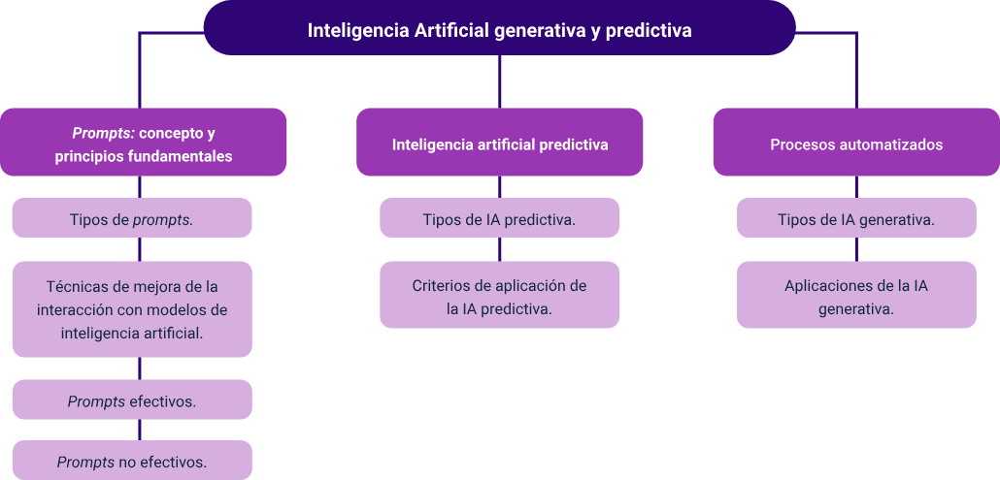 Inteligencia Artificial generativa y predictiva
Prompts: concepto y
principios fundamentales
Tipos de prompts.
Técnicas de mejora de la
interacción con modelos de
inteligencia artificial.
Prompts efectivos.
Prompts no efectivos.
Inteligencia artificial predictiva
Tipos de IA predictiva.
Criterios de aplicación de
la IA predictiva.
Procesos automatizados
Tipos de IA generativa.
Aplicaciones de la IA
generativa.